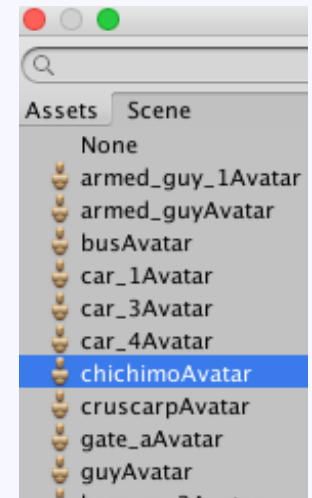 Assets Scene
None
armed_guy_1Avatar
armed_guyAvatar
busAvatar
car_1Avatar
car_3Avatar
car_4Avatar
chichimoAvatar
cruscarpAvatar
gate_aAvatar
guyAvatar